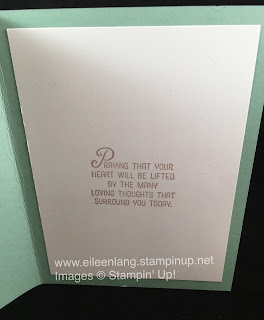 PRAYING THAT YOUR
HEART WILL BE LIFTED
BY THE MANY
LOVING THOUGHTS THAT
SURROUND YOU TODAY.
www.eileenlang.stampinup.net
Images © Stampin' Up!